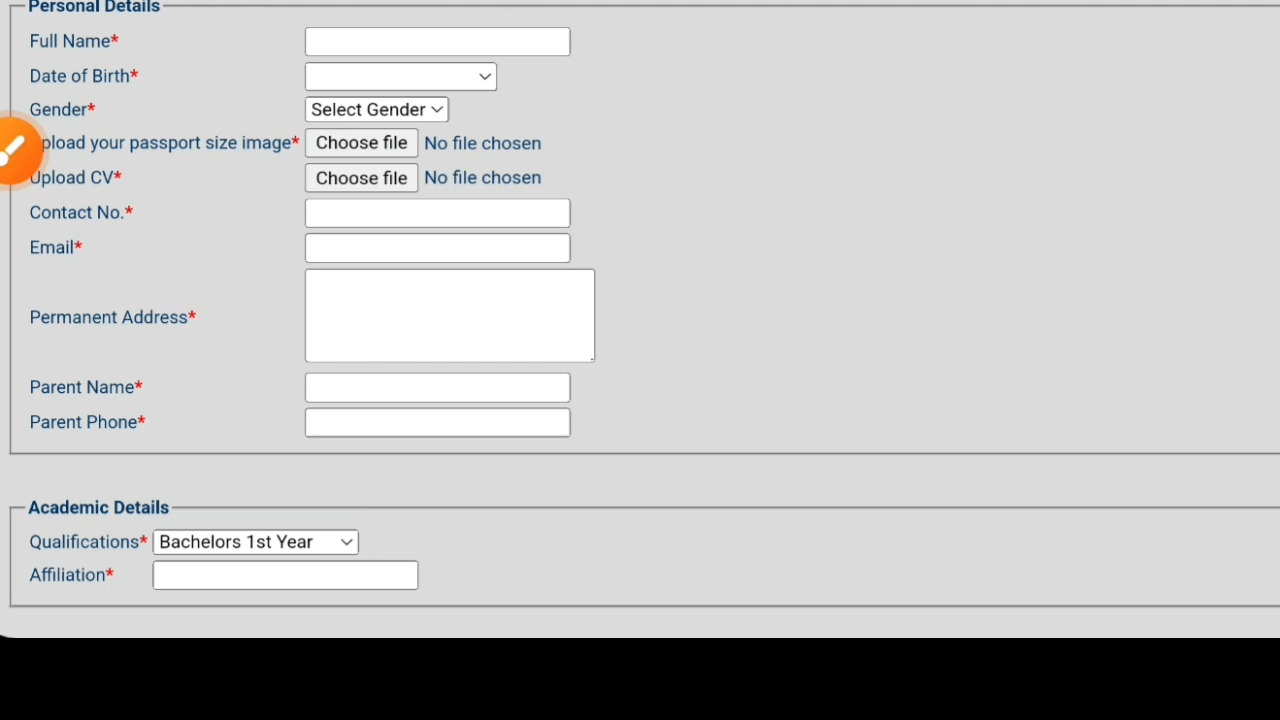 Personal Details
Full Name*
Date of Birth*
Gender* Select Gender
pload your passport size image* Choose file No file chosen
Upload CV* Choose file No file chosen
Contact No.*
Email*
Permanent Address*
Parent Name*
Parent Phone*
Academic Details
Qualifications* Bachelors 1st Year
Affiliation*